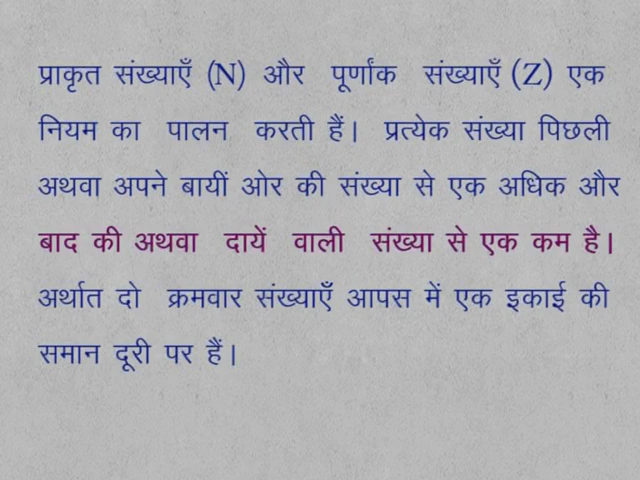 प्राकृत संख्याएँ (N) और पूर्णांक संख्याएँ (Z) एक
नियम का पालन करती हैं। प्रत्येक संख्या पिछली
अथवा अपने बायीं ओर की संख्या से एक अधिक और
बाद की अथवा दायें वाली संख्या से एक कम है।
अर्थात दो क्रमवार संख्याएँ आपस में एक इकाई की
समान दूरी पर हैं।